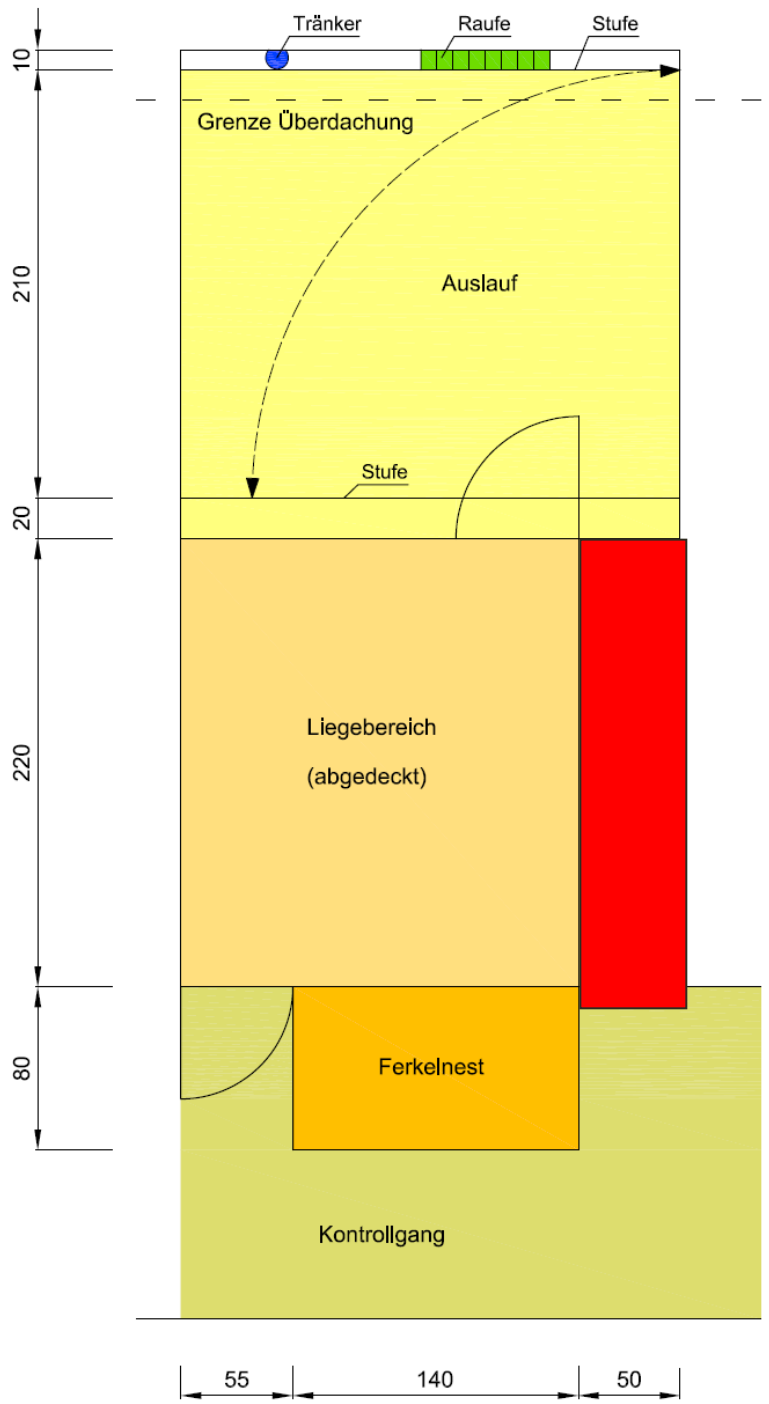 Tränker
Raufe
Stufe
10
Grenze Überdachung
210
Auslauf
Stufe
20
Liegebereich
(abgedeckt)
220
Ferkelnest
80
Kontrollgang
55
140
50